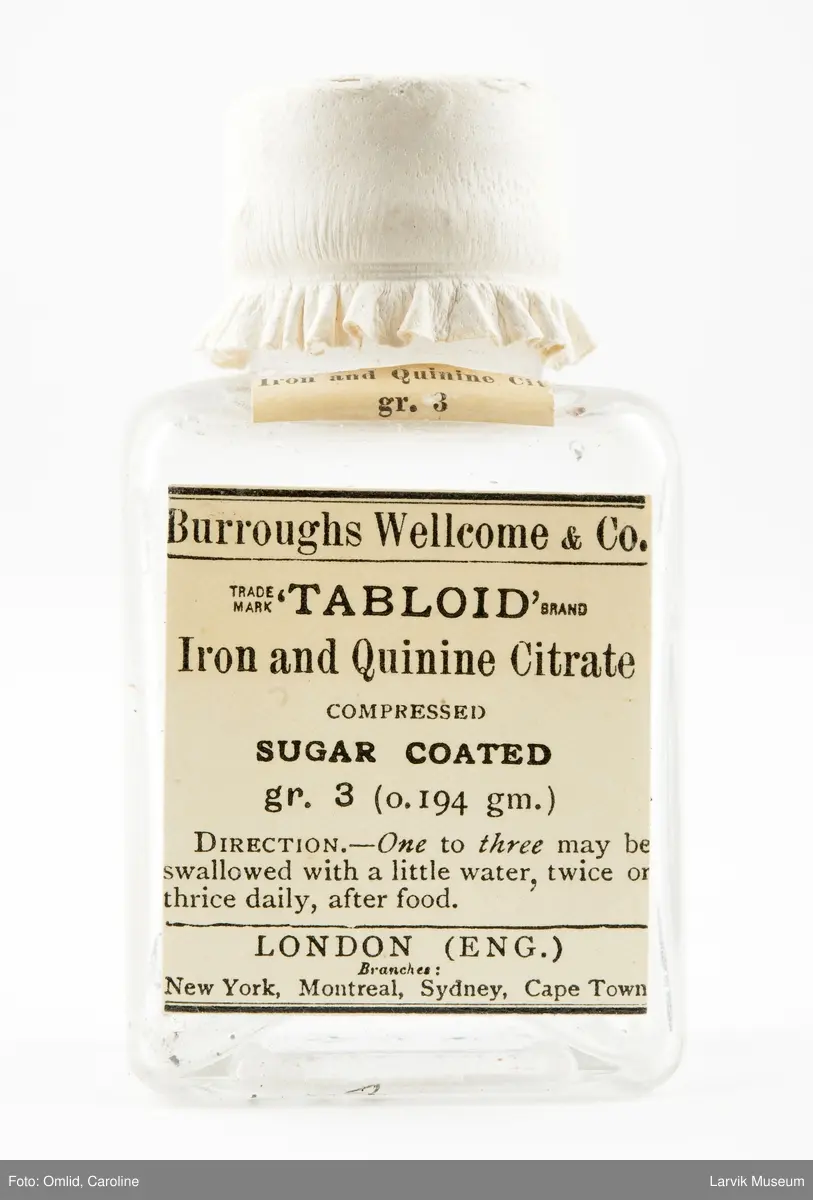 Iron and Quinine Cit
gr. 3
Burroughs Wellcome & Co.
TRADE MARK 'TABLOID' BRAND
Iron and Quinine Citrate
COMPRESSED
SUGAR COATED
gr. 3 (0.194 gm.)
DIRECTION.—One to three may be
swallowed with a little water, twice or
thrice daily, after food.
LONDON (ENG.)
Branches:
New York, Montreal, Sydney, Cape Town
Foto: Omlid, Caroline
Larvik Museum